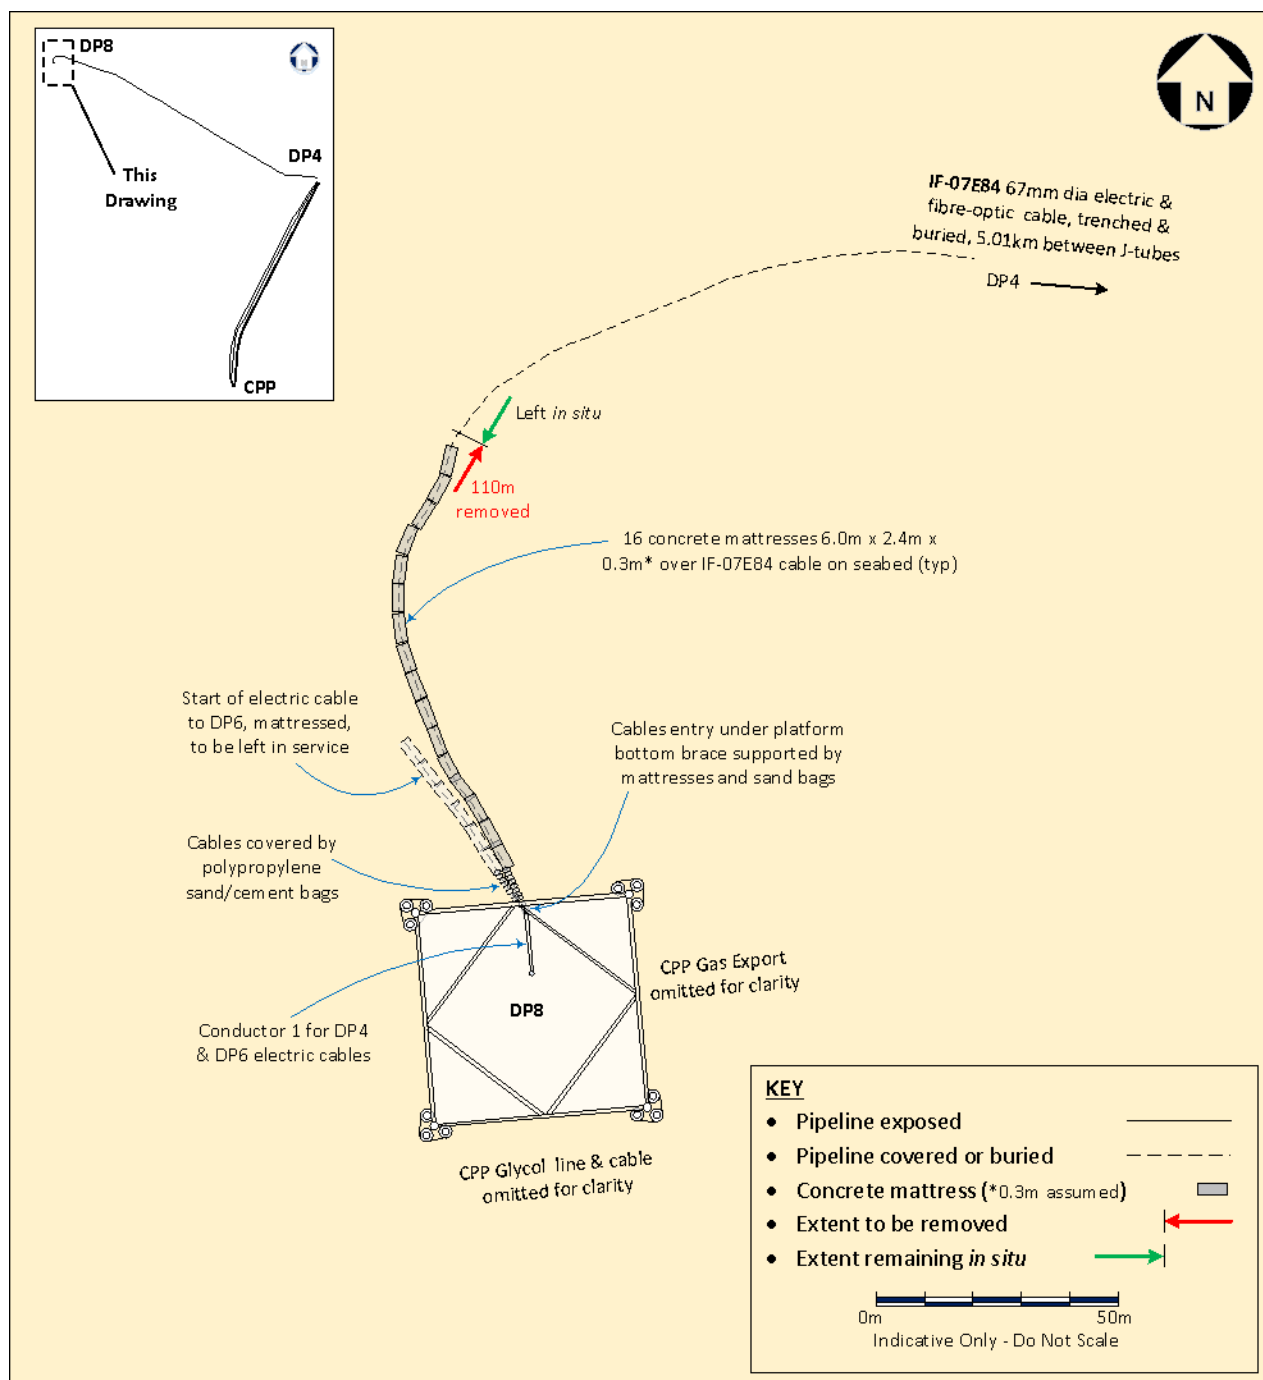 DP8
N
DP4
This
Drawing
CPP
N
IF-07E84 67mm dia electric &
fibre-optic cable, trenched &
buried, 5.01km between J-tubes
DP4
Left in situ
110m
removed
16 concrete mattresses 6.0m x 2.4m x
0.3m* over IF-07E84 cable on seabed (typ)
Start of electric cable
to DP6, mattressed,
to be left in service
Cables entry under platform
bottom brace supported by
mattresses and sand bags
Cables covered by
polypropylene
sand/cement bags
CPP Gas Export
omitted for clarity
DP8
Conductor 1 for DP4
& DP6 electric cables
CPP Glycol line & cable
omitted for clarity
KEY
• Pipeline exposed
• Pipeline covered or buried
• Concrete mattress (*0.3m assumed)
• Extent to be removed
• Extent remaining in situ
0m 50m
Indicative Only - Do Not Scale